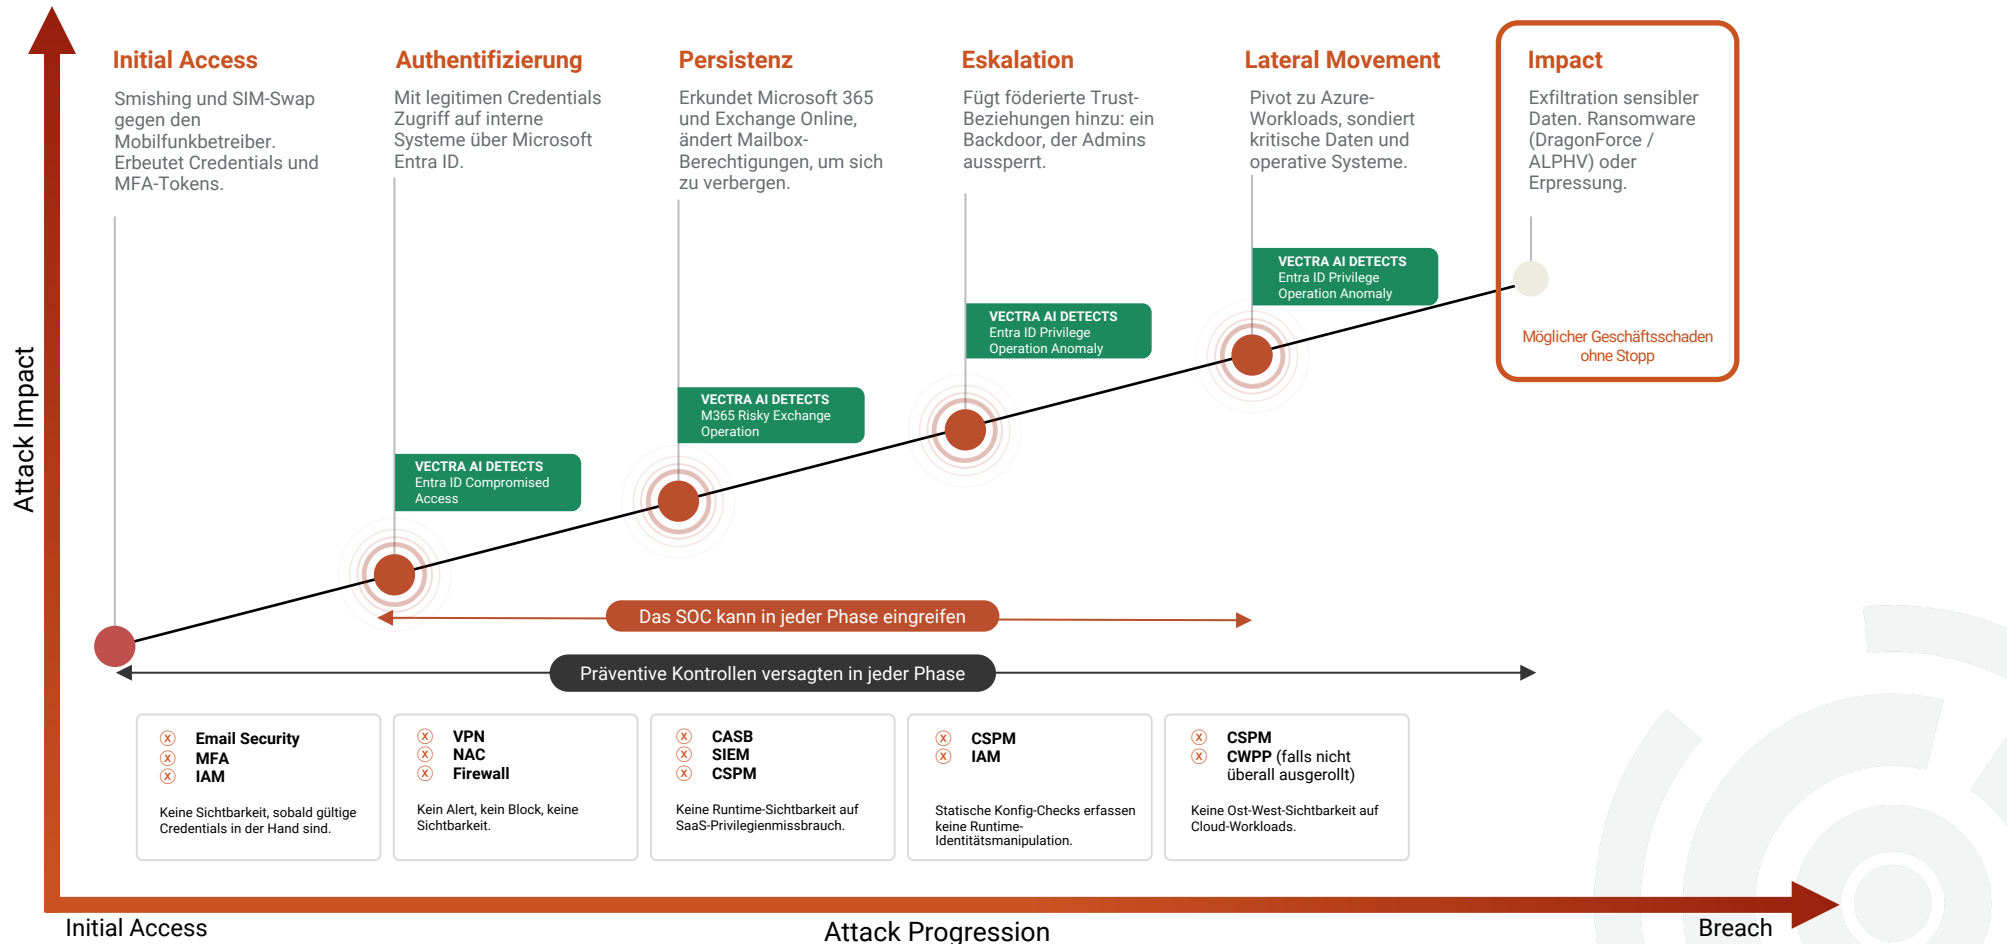 Initial Access
Smishing und SIM-Swap
gegen den
Mobilfunkbetreiber.
Erbeutet Credentials und
MFA-Tokens.
Authentifizierung
Mit legitimen Credentials
Zugriff auf interne
Systeme über Microsoft
Entra ID.
Persistenz
Erkundet Microsoft 365
und Exchange Online,
ändert Mailbox-
Berechtigungen, um sich
zu verbergen.
Eskalation
Fügt föderierte Trust-
Beziehungen hinzu: ein
Backdoor, der Admins
aussperrt.
Lateral Movement
Pivot zu Azure-
Workloads, sondiert
kritische Daten und
operative Systeme.
Impact
Exfiltration sensibler
Daten. Ransomware
(DragonForce /
ALPHV) oder
Erpressung.
VECTRA AI DETECTS
Entra ID Privilege
Operation Anomaly
VECTRA AI DETECTS
Entra ID Privilege
Operation Anomaly
Möglicher Geschäftsschaden
ohne Stopp
VECTRA AI DETECTS
M365 Risky Exchange
Operation
VECTRA AI DETECTS
Entra ID Compromised
Access
Attack Impact
Das SOC kann in jeder Phase eingreifen
Präventive Kontrollen versagten in jeder Phase
x Email Security
x MFA
x IAM
Keine Sichtbarkeit, sobald gültige
Credentials in der Hand sind.
x VPN
x NAC
x Firewall
Kein Alert, kein Block, keine
Sichtbarkeit.
x CASB
x SIEM
x CSPM
Keine Runtime-Sichtbarkeit auf
SaaS-Privilegienmissbrauch.
x CSPM
x IAM
Statische Konfig-Checks erfassen
keine Runtime-
Identitätsmanipulation.
x CSPM
x CWPP (falls nicht
überall ausgerollt)
Keine Ost-West-Sichtbarkeit auf
Cloud-Workloads.
Initial Access
Attack Progression
Breach